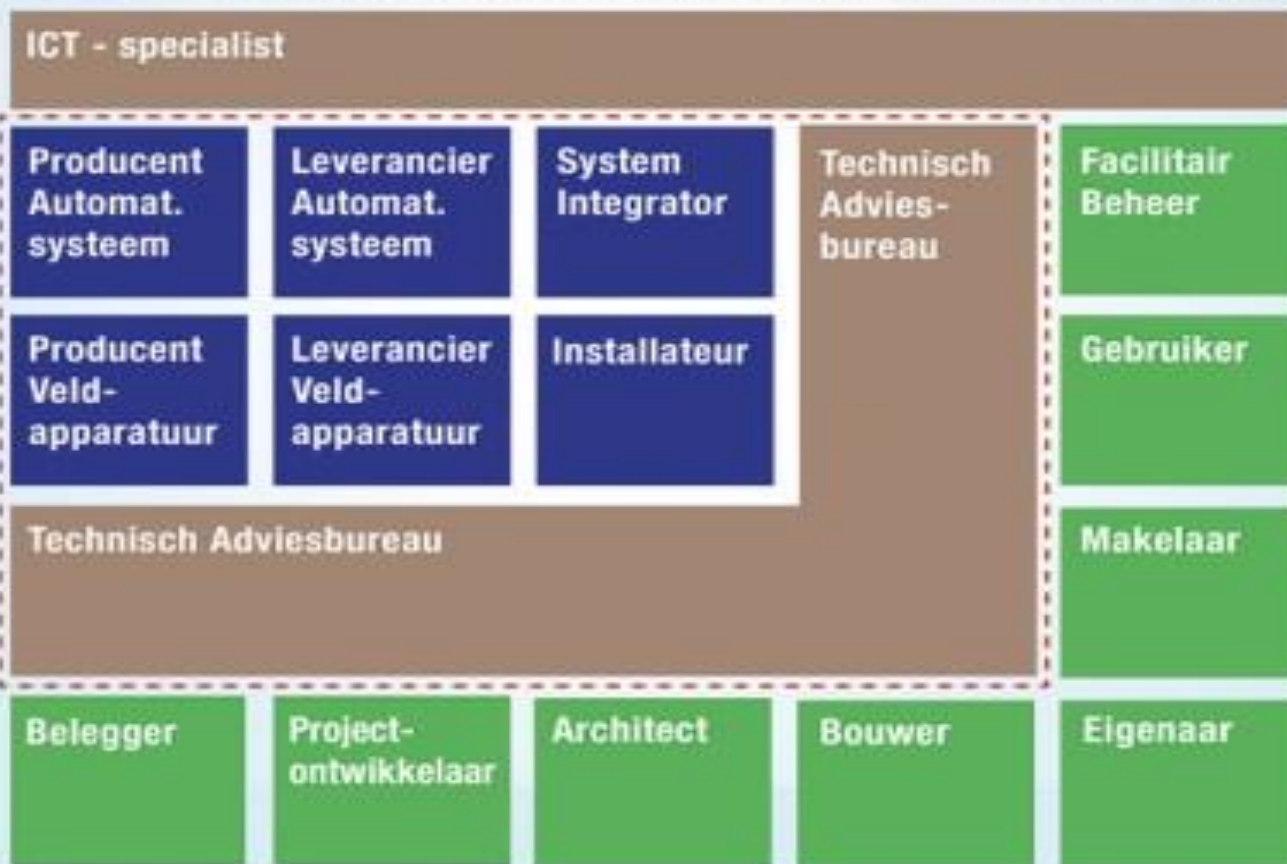 ICT - specialist
Producent
Automat.
systeem
Leverancier
Automat.
systeem
System
Integrator
Technisch
Advies-
bureau
Facilitair
Beheer
Producent
Veld-
apparatuur
Leverancier
Veld-
apparatuur
Installateur
Gebruiker
Technisch Adviesbureau
Makelaar
Belegger
Project-
ontwikkelaar
Architect
Bouwer
Eigenaar